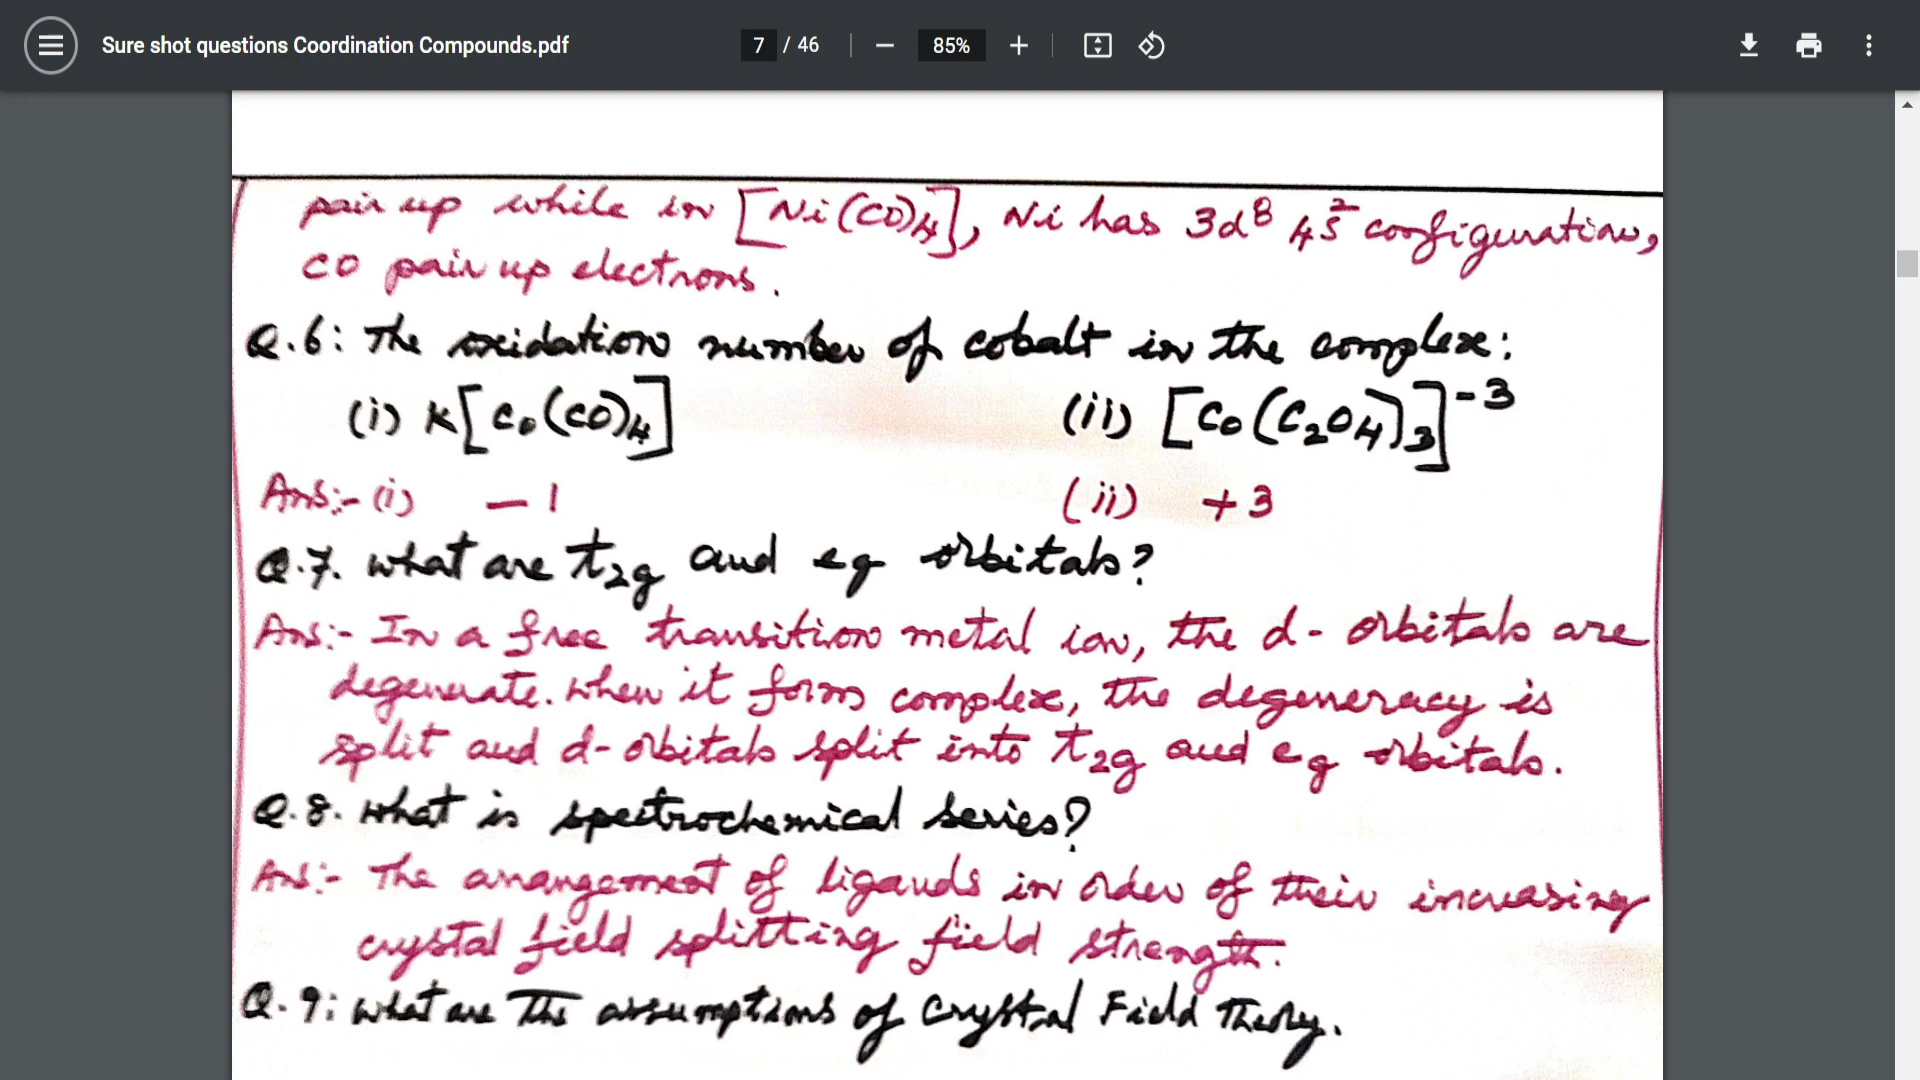 Sure shot questions Coordination Compounds.pdf
7 / 46
85%
pair up while in [Ni(CO)4], Ni has 3d8 4s2 configuration,
CO pair up electrons.
Q.6: The oxidation number of cobalt in the complex:
(i) K[Co(CO)4] (ii) [Co(C2O4)3]-3
Ans:- (i) -1 (ii) +3
Q.7. What are t2g and eg orbitals?
Ans:- In a free transition metal ion, the d-orbitals are
degenerate. When it form complex, the degeneracy is
split and d-orbitals split into t2g and eg orbitals.
Q.8. What is spectrochemical series?
Ans:- The arrangement of ligands in order of their increasing
crystal field splitting field strength.
Q.9: What are the assumptions of Crystal Field Theory.